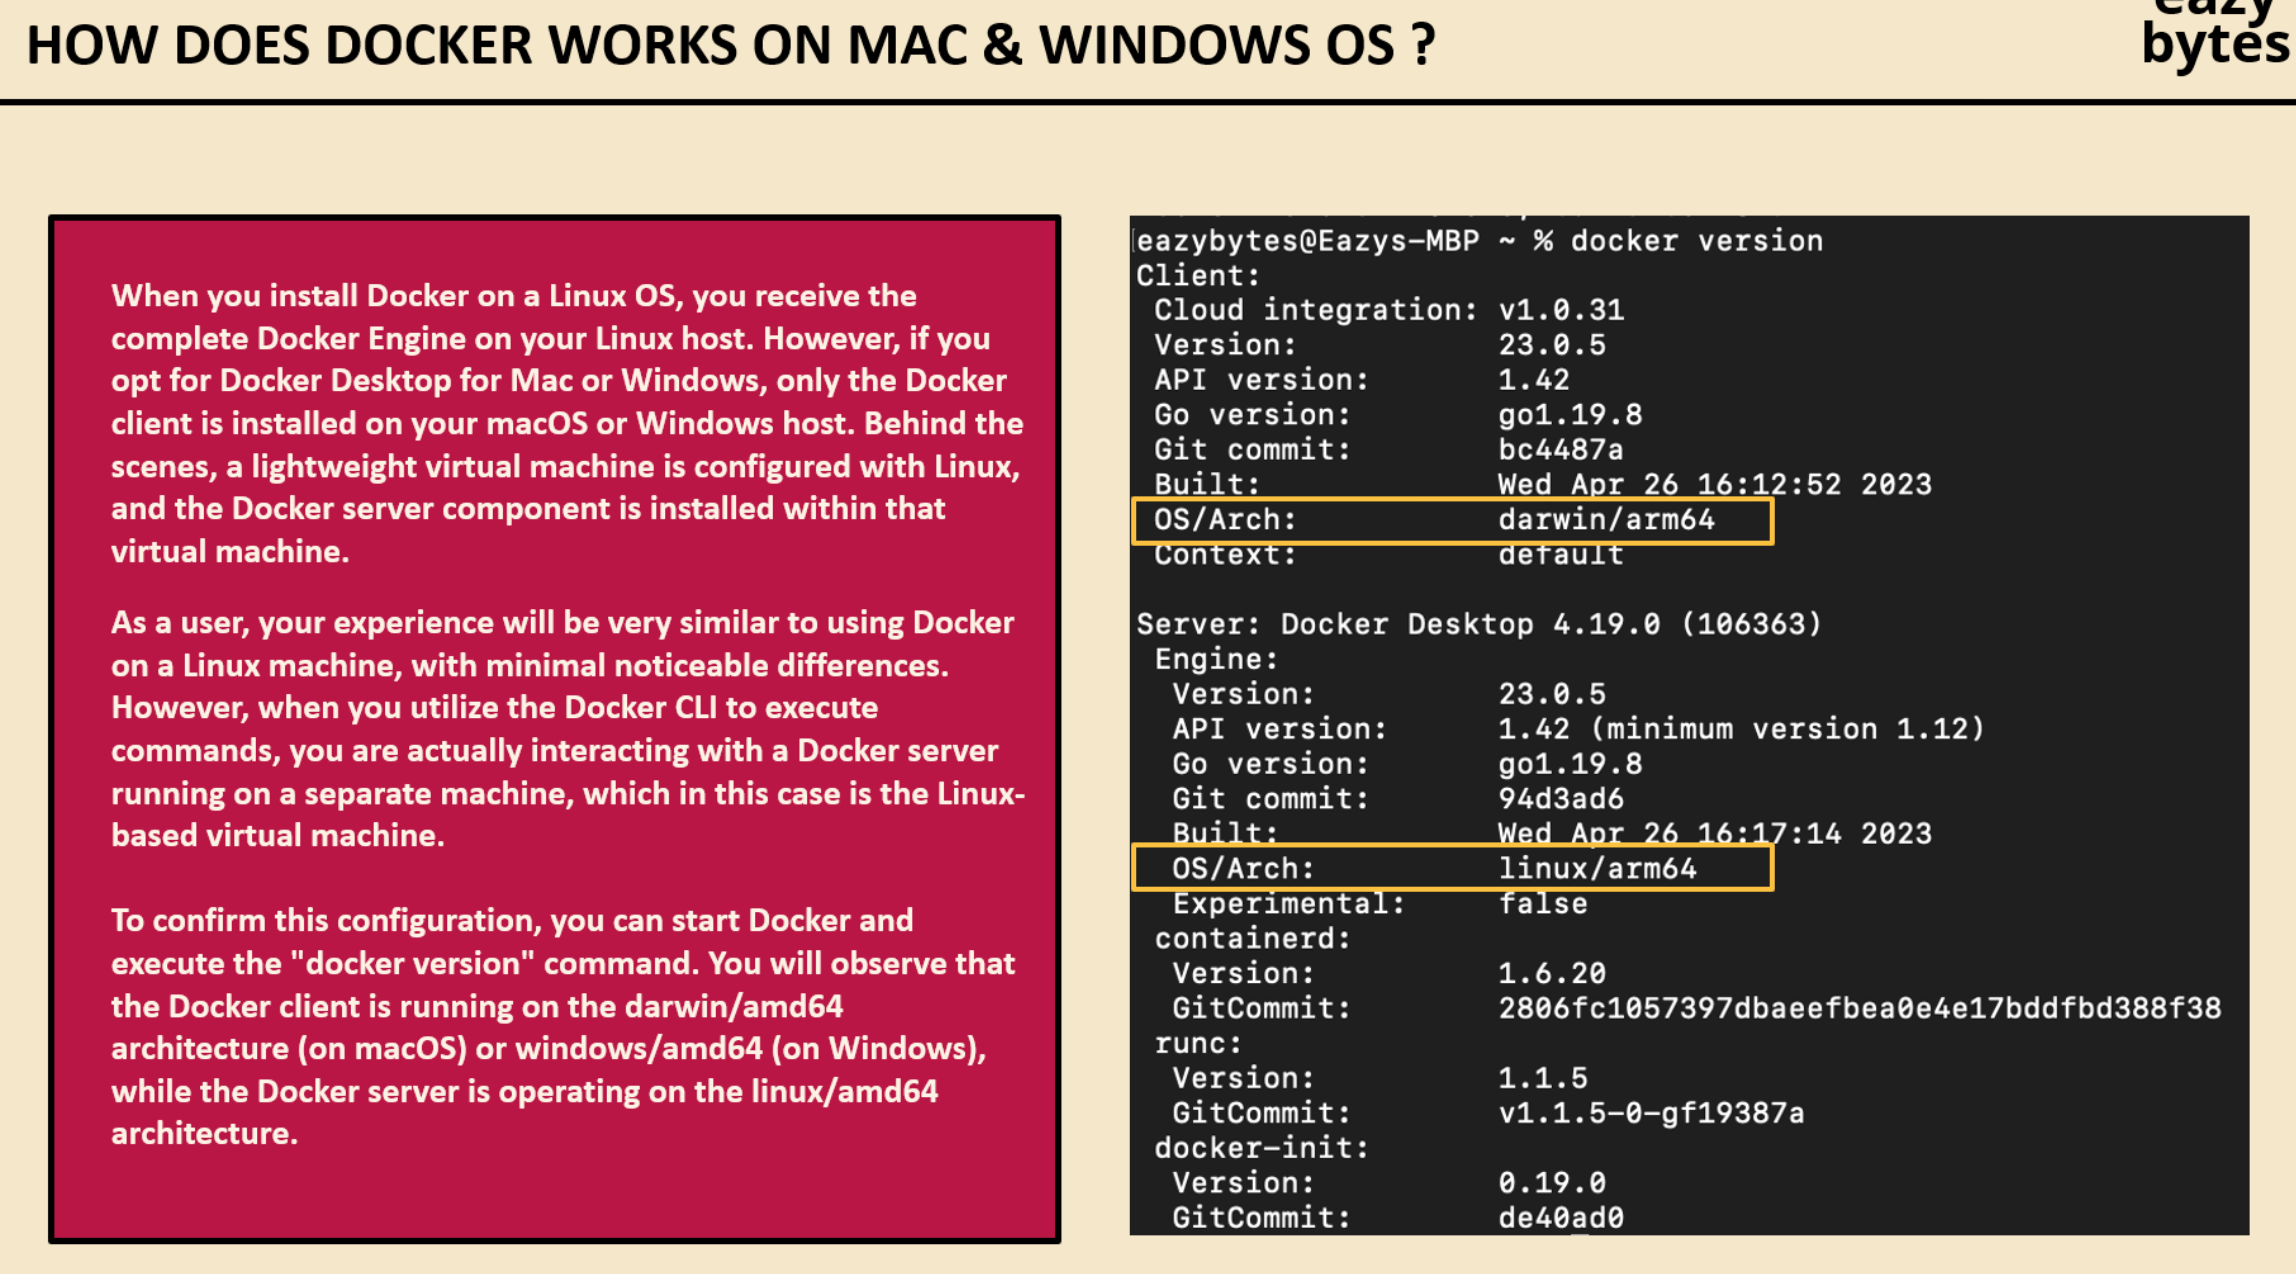 HOW DOES DOCKER WORKS ON MAC & WINDOWS OS ?
eazy
bytes
When you install Docker on a Linux OS, you receive the
complete Docker Engine on your Linux host. However, if you
opt for Docker Desktop for Mac or Windows, only the Docker
client is installed on your macOS or Windows host. Behind the
scenes, a lightweight virtual machine is configured with Linux,
and the Docker server component is installed within that
virtual machine.
As a user, your experience will be very similar to using Docker
on a Linux machine, with minimal noticeable differences.
However, when you utilize the Docker CLI to execute
commands, you are actually interacting with a Docker server
running on a separate machine, which in this case is the Linux-
based virtual machine.
To confirm this configuration, you can start Docker and
execute the "docker version" command. You will observe that
the Docker client is running on the darwin/amd64
architecture (on macOS) or windows/amd64 (on Windows),
while the Docker server is operating on the linux/amd64
architecture.
eazybytes@Eazys-MBP ~ % docker version
Client:
Cloud integration: v1.0.31
Version: 23.0.5
API version: 1.42
Go version: go1.19.8
Git commit: bc4487a
Built: Wed Apr 26 16:12:52 2023
OS/Arch: darwin/arm64
Context: default
Server: Docker Desktop 4.19.0 (106363)
Engine:
Version: 23.0.5
API version: 1.42 (minimum version 1.12)
Go version: go1.19.8
Git commit: 94d3ad6
Built: Wed Apr 26 16:17:14 2023
OS/Arch: linux/arm64
Experimental: false
containerd:
Version: 1.6.20
GitCommit: 2806fc1057397dbaeefbea0e4e17bddfbd388f38
runc:
Version: 1.1.5
GitCommit: v1.1.5-0-gf19387a
docker-init:
Version: 0.19.0
GitCommit: de40ad0